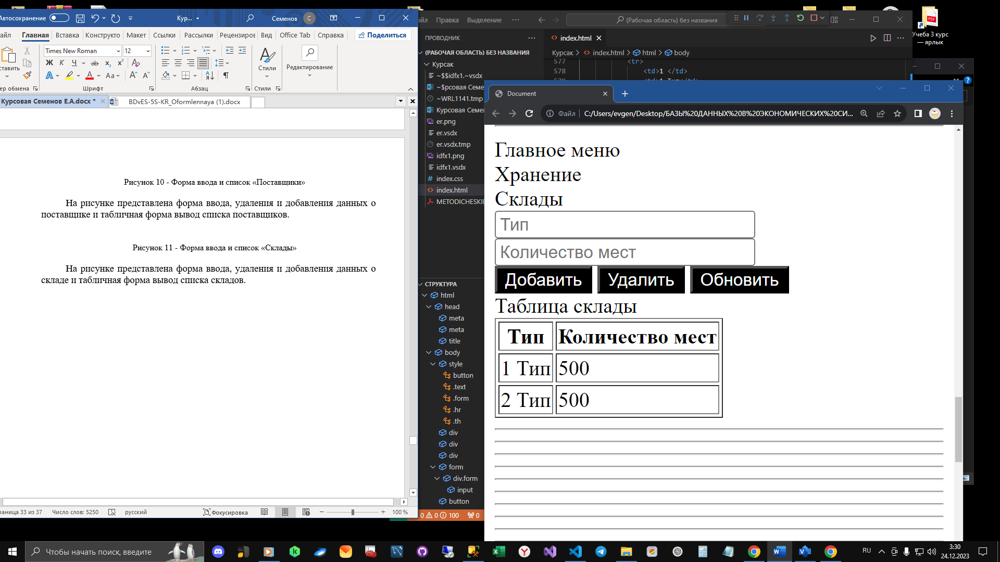 Автосохранение
Кур...
Семенов
С
айл
Главная
Вставка
Конструкто
Макет
Ссылки
Рассылки
Рецензиров
Вид
Office Tab
Справка
Поделиться
Times New Roman
12
ставить
Стили
Редактирование
ер обмена
Шрифт
Абзац
Стили
Курсовая Семенов Е.А.docx *
BDvES-5S-KR_Oformlennaya (1).docx
Рисунок 10 - Форма ввода и список «Поставщики»
На рисунке представлена форма ввода, удаления и добавления данных о
поставщике и табличная форма вывод списка поставщиков.
Рисунок 11 - Форма ввода и список «Склады»
На рисунке представлена форма ввода, удаления и добавления данных о
складе и табличная форма вывод списка складов.
раница 33 из 37
Число слов: 5250
русский
Фокусировка
100 %
йл
Правка
Выделение
(Рабочая область) без названия
ПРОВОДНИК
(РАБОЧАЯ ОБЛАСТЬ) БЕЗ НАЗВАНИЯ
Курсак
~$$idfx1.~vsdx
~$рсовая Семе
~WRL1141.tmp
Курсовая Семе
er.png
er.vsdx
er.vsdx.tmp
idfx1.png
idfx1.vsdx
index.css
index.html
METODICHESKIE
СТРУКТУРА
html
head
meta
meta
title
body
style
button
.text
.form
.hr
.th
div
div
div
form
div.form
input
button
0 0 100 0
index.html
Курсак > index.html > html > body
577 <tr>
578 <td>1 </td>
Document
Файл
C:/Users/evgen/Desktop/БАЗЫ%20ДАННЫХ%20В%20ЭКОНОМИЧЕСКИХ%20СИ...
Главное меню
Хранение
Склады
Тип
Количество мест
Добавить Удалить Обновить
Таблица склады
Тип Количество мест
1 Тип 500
2 Тип 500
Учеба 3 курс
— ярлык
Чтобы начать поиск, введите
RU
3:30
24.12.2023